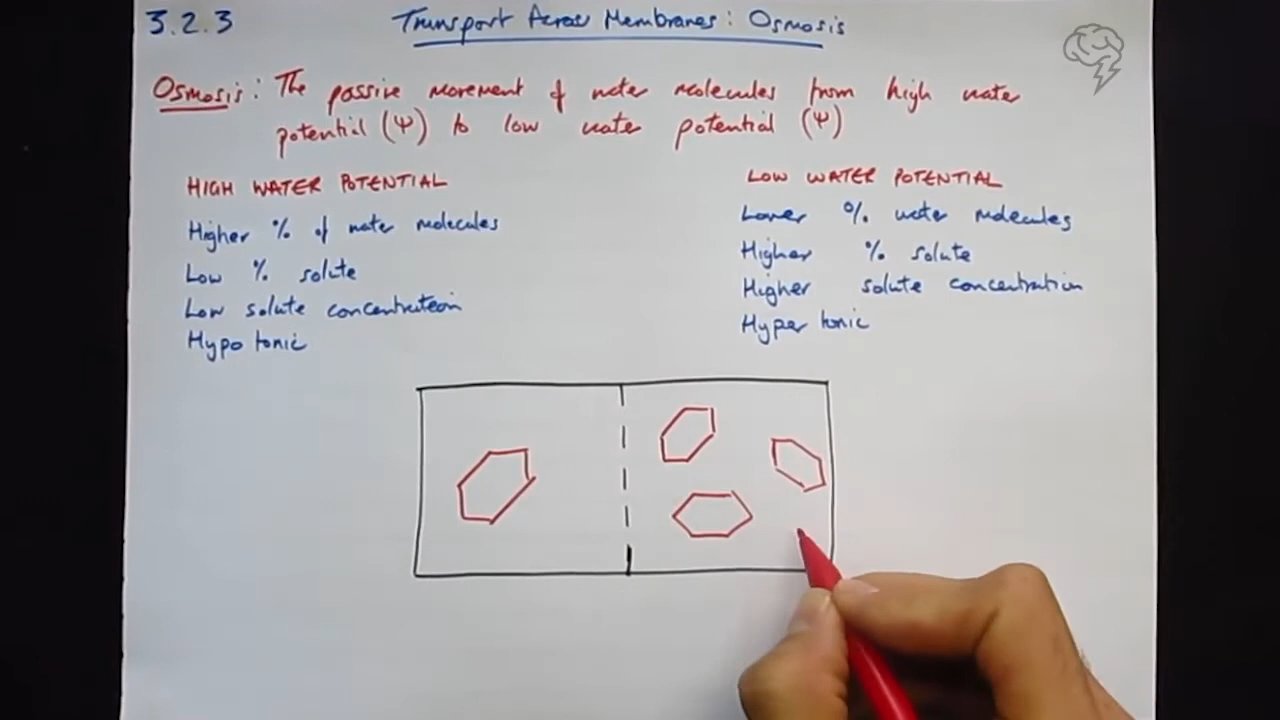 3.2.3
Transport Across Membranes: Osmosis
Osmosis: The passive movement of water molecules from high water
potential (Ψ) to low water potential (Ψ)
HIGH WATER POTENTIAL
Higher % of water molecules
Low % solute
Low solute concentration
Hypotonic
LOW WATER POTENTIAL
Lower % water molecules
Higher % solute
Higher solute concentration
Hyper tonic